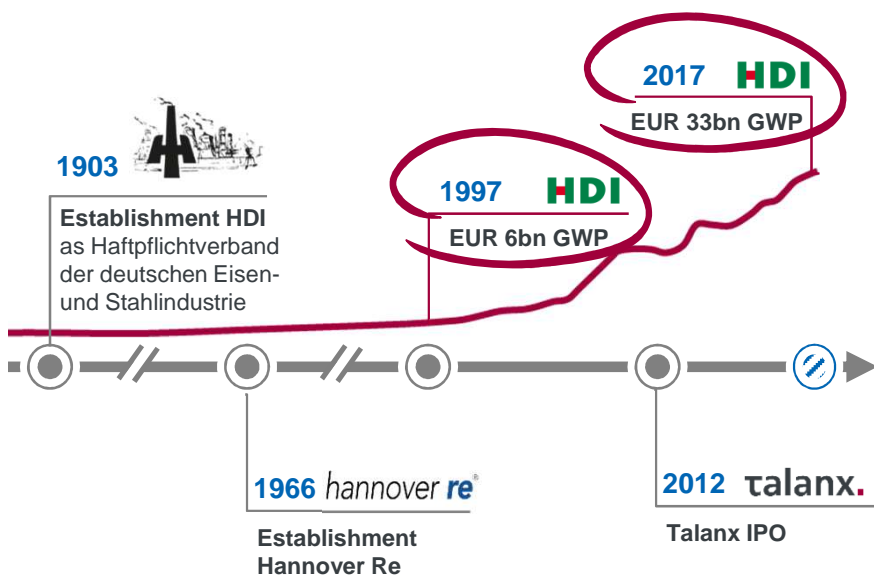 1903
Establishment HDI
as Haftpflichtverband
der deutschen Eisen-
und Stahlindustrie
1966 hannover re®
Establishment
Hannover Re
1997 HDI
EUR 6bn GWP
2012 talanx.
Talanx IPO
2017 HDI
EUR 33bn GWP